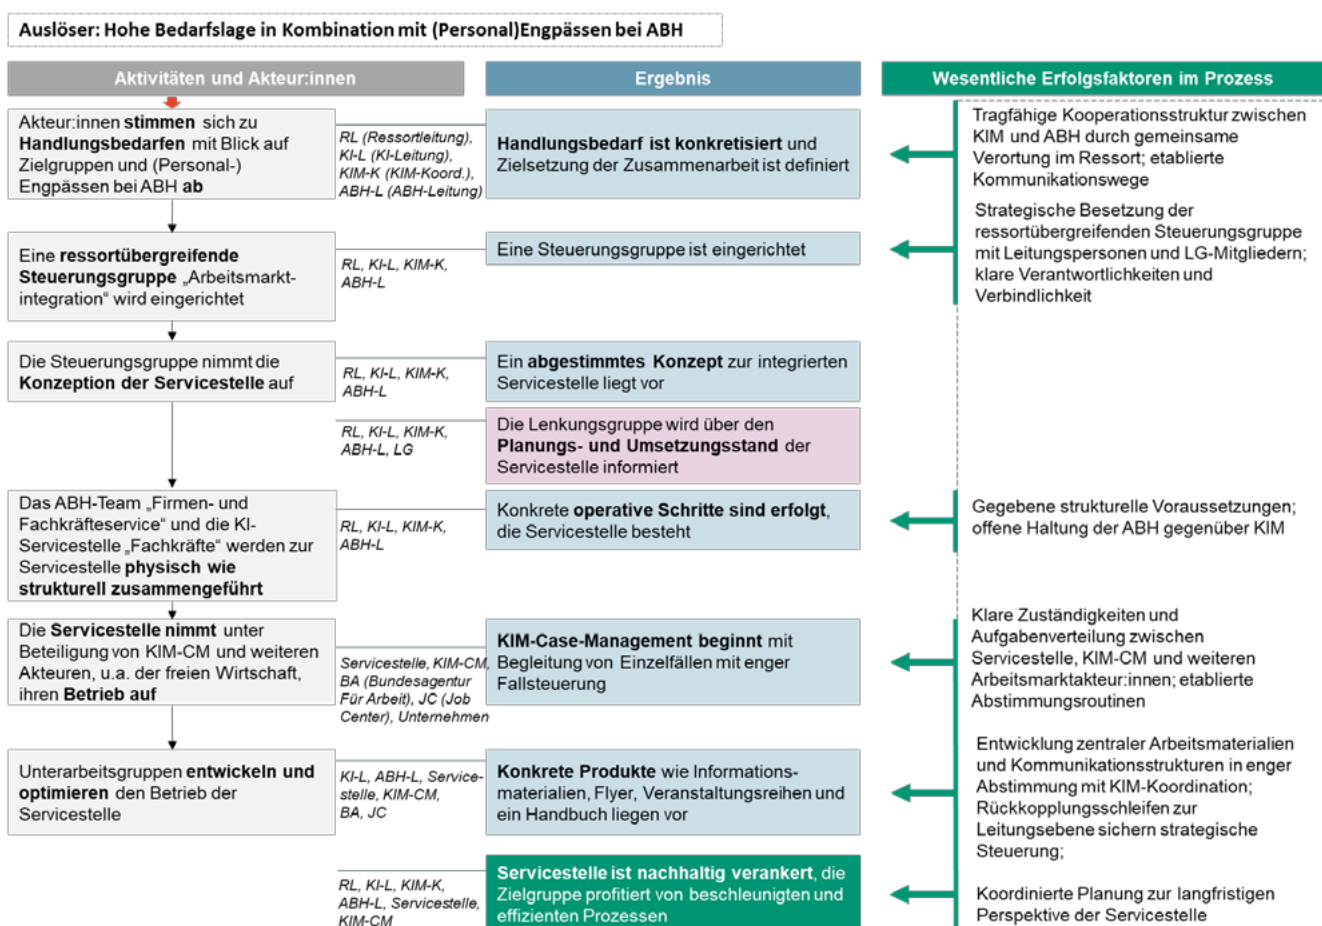 Auslöser: Hohe Bedarfslage in Kombination mit (Personal)Engpässen bei ABH
Aktivitäten und Akteur:innen
Ergebnis
Wesentliche Erfolgsfaktoren im Prozess
Akteur:innen stimmen sich zu
Handlungsbedarfen mit Blick auf
Zielgruppen und (Personal-)
Engpässen bei ABH ab
RL (Ressortleitung),
KI-L (KI-Leitung),
KIM-K (KIM-Koord.),
ABH-L (ABH-Leitung)
Handlungsbedarf ist konkretisiert und
Zielsetzung der Zusammenarbeit ist definiert
Tragfähige Kooperationsstruktur zwischen
KIM und ABH durch gemeinsame
Verortung im Ressort; etablierte
Kommunikationswege
Eine ressortübergreifende
Steuerungsgruppe „Arbeitsmarkt-
integration“ wird eingerichtet
RL, KI-L, KIM-K,
ABH-L
Eine Steuerungsgruppe ist eingerichtet
Strategische Besetzung der
ressortübergreifenden Steuerungsgruppe
mit Leitungspersonen und LG-Mitgliedern;
klare Verantwortlichkeiten und
Verbindlichkeit
Die Steuerungsgruppe nimmt die
Konzeption der Servicestelle auf
RL, KI-L, KIM-K,
ABH-L
Ein abgestimmtes Konzept zur integrierten
Servicestelle liegt vor
RL, KI-L, KIM-K,
ABH-L, LG
Die Lenkungsgruppe wird über den
Planungs- und Umsetzungsstand der
Servicestelle informiert
Das ABH-Team „Firmen- und
Fachkräfteservice“ und die KI-
Servicestelle „Fachkräfte“ werden zur
Servicestelle physisch wie
strukturell zusammengeführt
RL, KI-L, KIM-K,
ABH-L
Konkrete operative Schritte sind erfolgt,
die Servicestelle besteht
Gegebene strukturelle Voraussetzungen;
offene Haltung der ABH gegenüber KIM
Die Servicestelle nimmt unter
Beteiligung von KIM-CM und weiteren
Akteuren, u.a. der freien Wirtschaft,
ihren Betrieb auf
Servicestelle, KIM-CM,
BA (Bundesagentur
Für Arbeit), JC (Job
Center), Unternehmen
KIM-Case-Management beginnt mit
Begleitung von Einzelfällen mit enger
Fallsteuerung
Klare Zuständigkeiten und
Aufgabenverteilung zwischen
Servicestelle, KIM-CM und weiteren
Arbeitsmarktakteur:innen; etablierte
Abstimmungsroutinen
Unterarbeitsgruppen entwickeln und
optimieren den Betrieb der
Servicestelle
KI-L, ABH-L, Service-
stelle, KIM-CM,
BA, JC
Konkrete Produkte wie Informations-
materialien, Flyer, Veranstaltungsreihen und
ein Handbuch liegen vor
Entwicklung zentraler Arbeitsmaterialien
und Kommunikationsstrukturen in enger
Abstimmung mit KIM-Koordination;
Rückkopplungsschleifen zur
Leitungsebene sichern strategische
Steuerung;
RL, KI-L, KIM-K,
ABH-L, Servicestelle,
KIM-CM
Servicestelle ist nachhaltig verankert, die
Zielgruppe profitiert von beschleunigten und
effizienten Prozessen
Koordinierte Planung zur langfristigen
Perspektive der Servicestelle